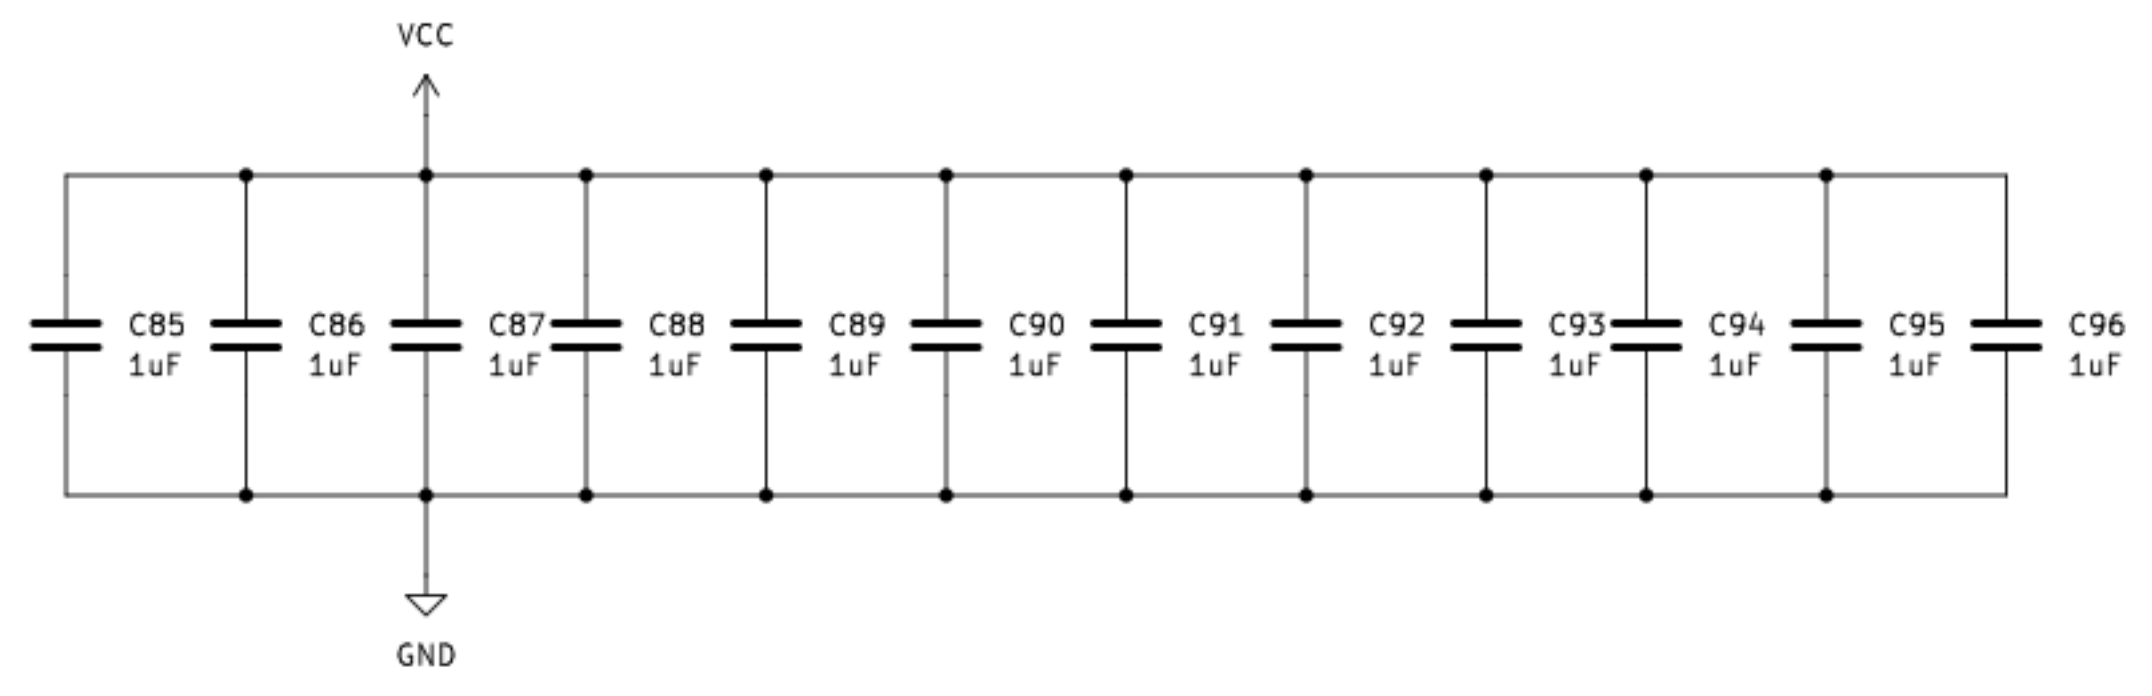 VCC
C85 C86 C87 C88 C89 C90 C91 C92 C93 C94 C95 C96
1uF 1uF 1uF 1uF 1uF 1uF 1uF 1uF 1uF 1uF 1uF 1uF
GND